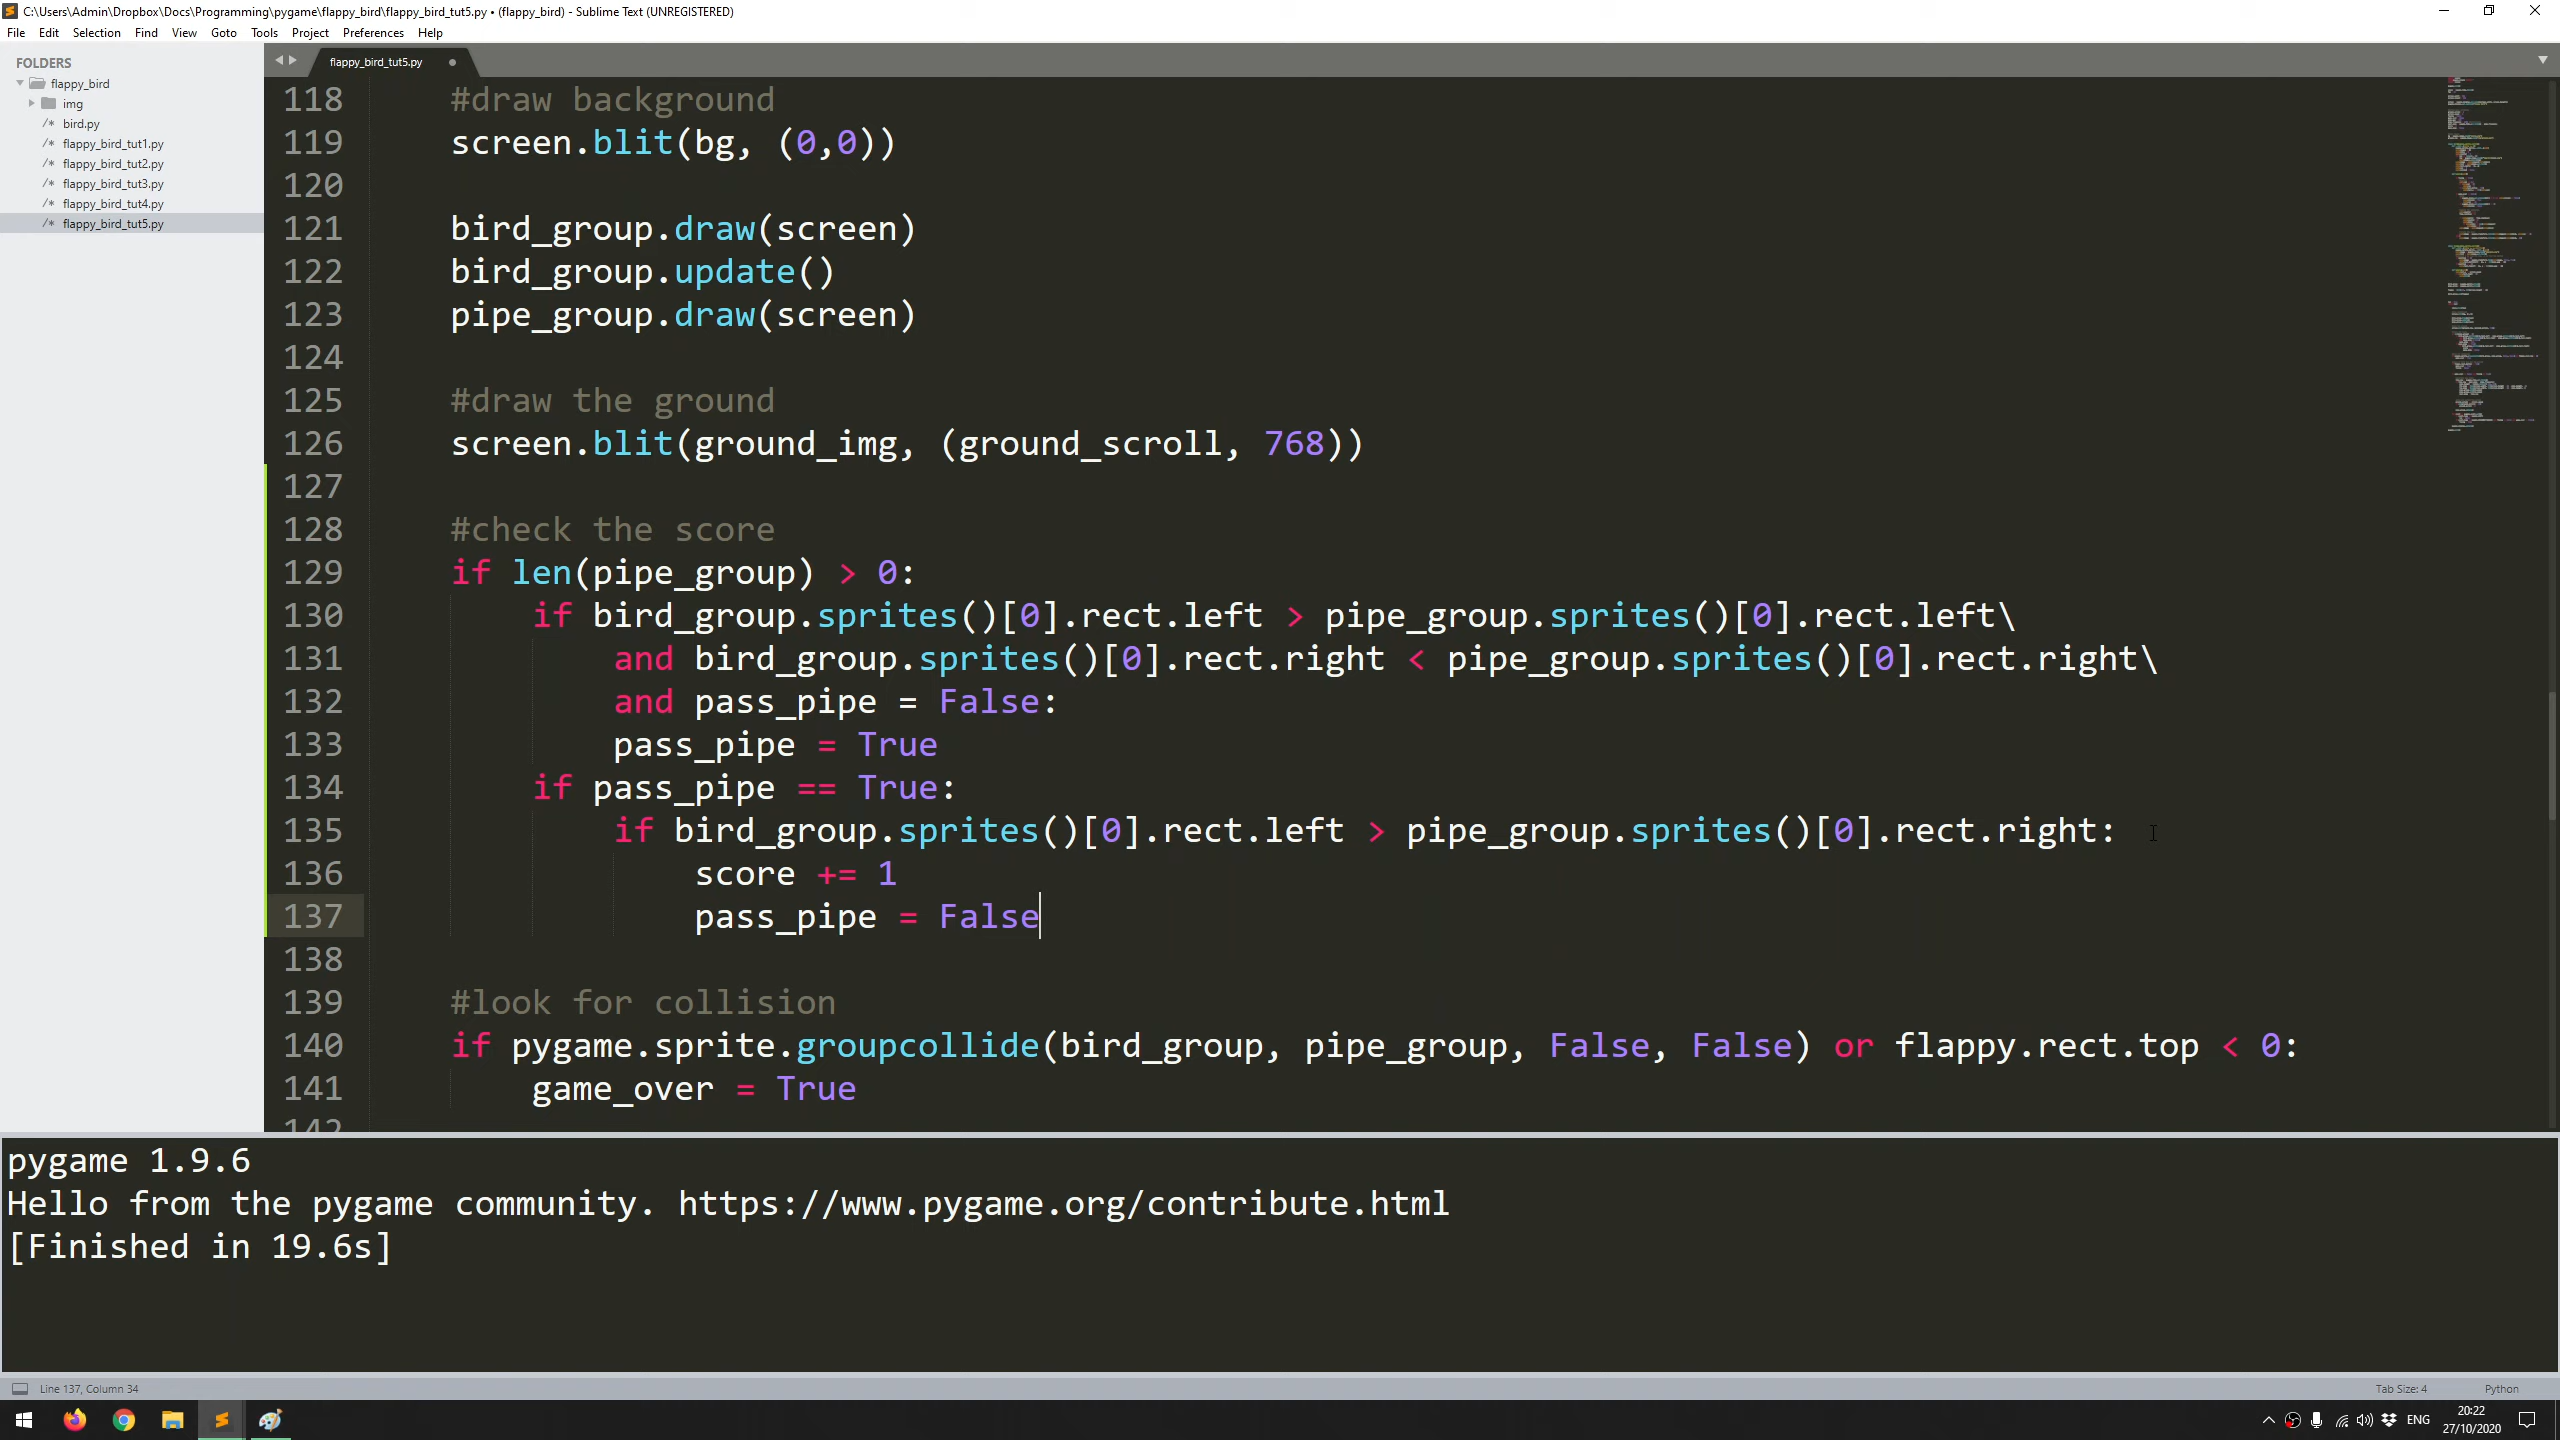 C:\Users\Admin\Dropbox\Docs\Programming\pygame\flappy_bird\flappy_bird_tut5.py • (flappy_bird) - Sublime Text (UNREGISTERED)
File Edit Selection Find View Goto Tools Project Preferences Help
FOLDERS
flappy_bird
img
/* bird.py
/* flappy_bird_tut1.py
/* flappy_bird_tut2.py
/* flappy_bird_tut3.py
/* flappy_bird_tut4.py
/* flappy_bird_tut5.py
flappy_bird_tut5.py
118 #draw background
119 screen.blit(bg, (0,0))
120
121 bird_group.draw(screen)
122 bird_group.update()
123 pipe_group.draw(screen)
124
125 #draw the ground
126 screen.blit(ground_img, (ground_scroll, 768))
127
128 #check the score
129 if len(pipe_group) > 0:
130 if bird_group.sprites()[0].rect.left > pipe_group.sprites()[0].rect.left\
131 and bird_group.sprites()[0].rect.right < pipe_group.sprites()[0].rect.right\
132 and pass_pipe = False:
133 pass_pipe = True
134 if pass_pipe == True:
135 if bird_group.sprites()[0].rect.left > pipe_group.sprites()[0].rect.right:
136 score += 1
137 pass_pipe = False
138
139 #look for collision
140 if pygame.sprite.groupcollide(bird_group, pipe_group, False, False) or flappy.rect.top < 0:
141 game_over = True
142
pygame 1.9.6
Hello from the pygame community. https://www.pygame.org/contribute.html
[Finished in 19.6s]
Line 137, Column 34
Tab Size: 4
Python
ENG
20:22
27/10/2020